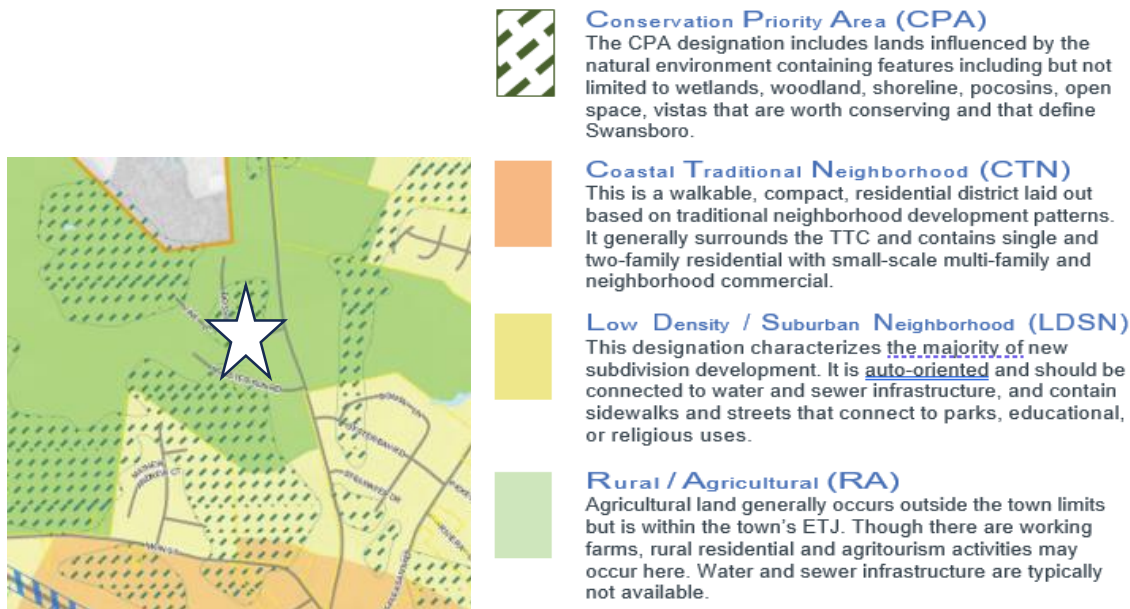 Conservation Priority Area (CPA)
The CPA designation includes lands influenced by the
natural environment containing features including but not
limited to wetlands, woodland, shoreline, pocosins, open
space, vistas that are worth conserving and that define
Swansboro.
Coastal Traditional Neighborhood (CTN)
This is a walkable, compact, residential district laid out
based on traditional neighborhood development patterns.
It generally surrounds the TTC and contains single and
two-family residential with small-scale multi-family and
neighborhood commercial.
Low Density / Suburban Neighborhood (LDSN)
This designation characterizes the majority of new
subdivision development. It is auto-oriented and should be
connected to water and sewer infrastructure, and contain
sidewalks and streets that connect to parks, educational,
or religious uses.
Rural / Agricultural (RA)
Agricultural land generally occurs outside the town limits
but is within the town's ETJ. Though there are working
farms, rural residential and agritourism activities may
occur here. Water and sewer infrastructure are typically
not available.